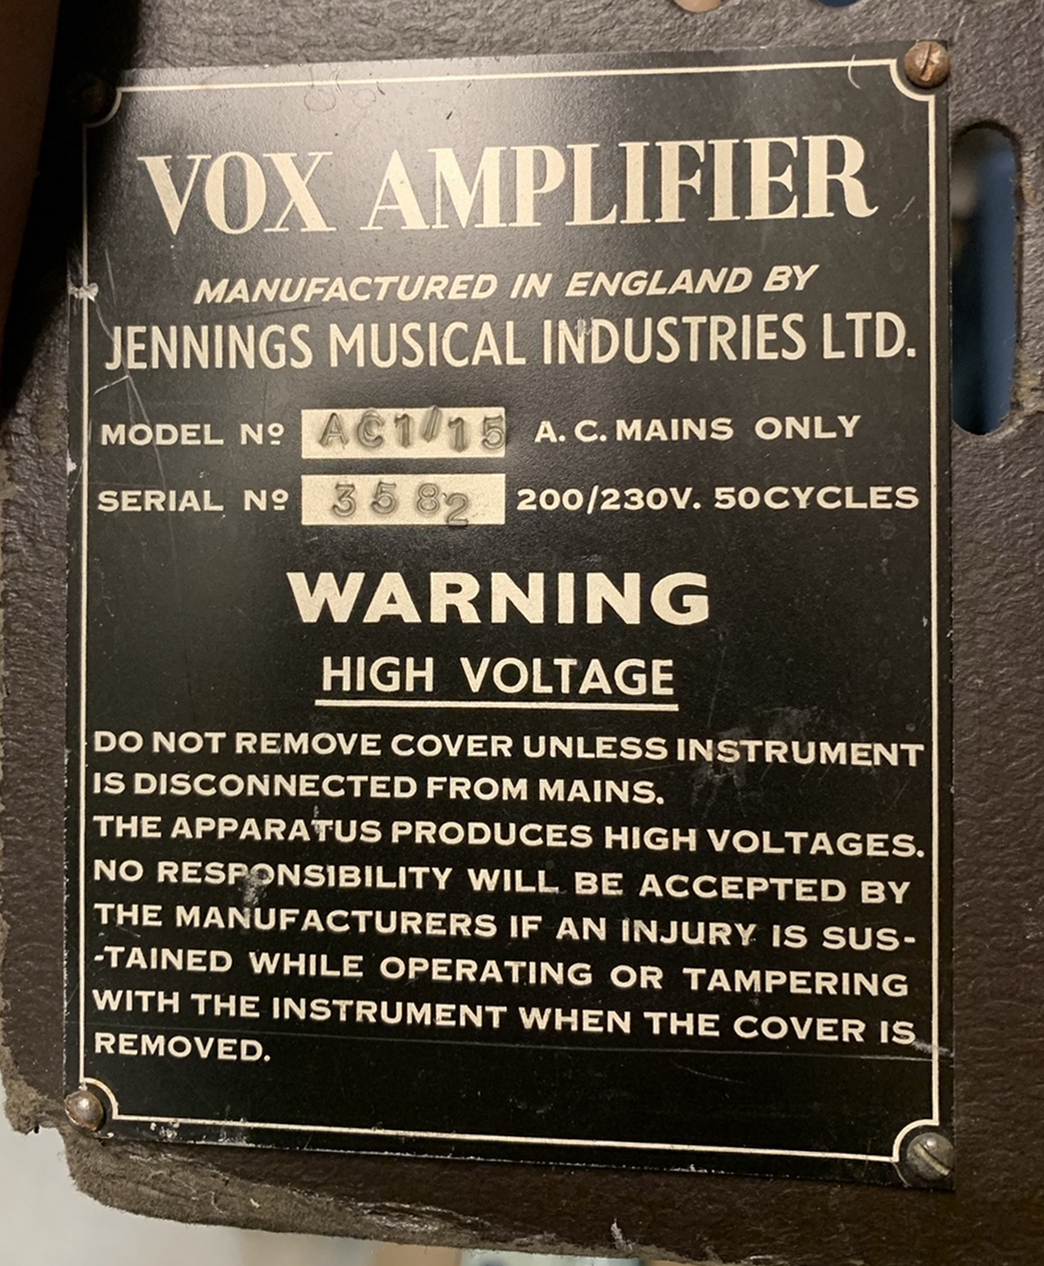 VOX AMPLIFIER
MANUFACTURED IN ENGLAND BY
JENNINGS MUSICAL INDUSTRIES LTD.
MODEL Nº AC1/15 A.C. MAINS ONLY
SERIAL Nº 3582 200/230V. 50CYCLES
WARNING
HIGH VOLTAGE
DO NOT REMOVE COVER UNLESS INSTRUMENT
IS DISCONNECTED FROM MAINS.
THE APPARATUS PRODUCES HIGH VOLTAGES.
NO RESPONSIBILITY WILL BE ACCEPTED BY
THE MANUFACTURERS IF AN INJURY IS SUS-
-TAINED WHILE OPERATING OR TAMPERING
WITH THE INSTRUMENT WHEN THE COVER IS
REMOVED.